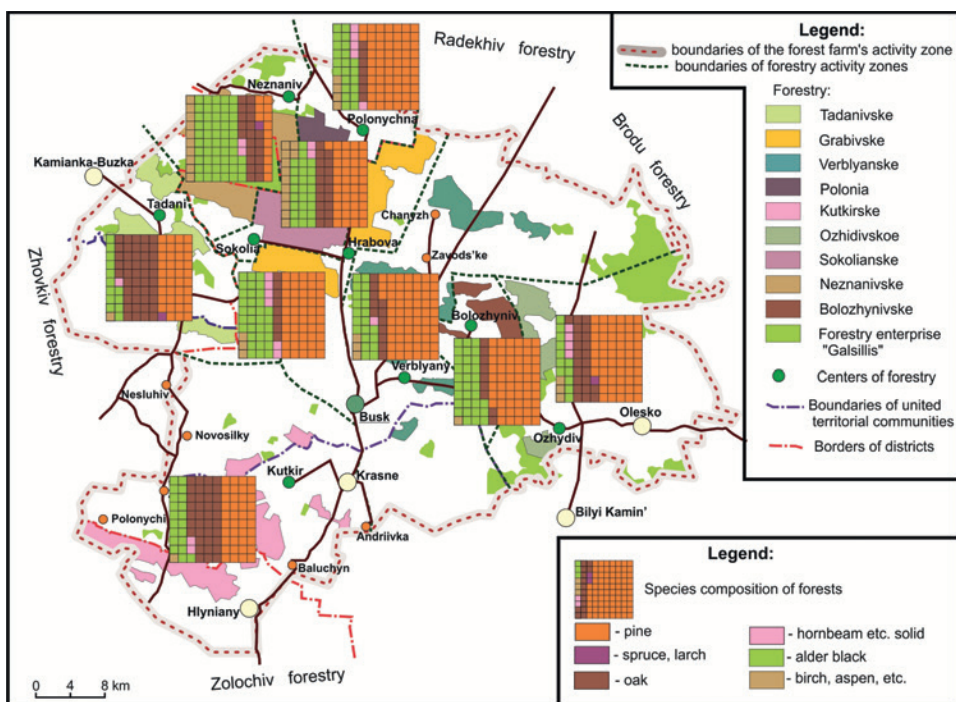 Radekhiv forestry
Neznaniv
Polonychna
Kamianka-Buzka
Brodu forestry
Tadani
Chanyzh
Sokolia
Hrabova
Zavods'ke
Zhovkiv forestry
Bolozhyniv
Verblyany
Nesluhiv
Busk
Olesko
Ozhydiv
Novosilky
Kutkir
Krasne
Polonychi
Bilyi Kamin'
Andriivka
Baluchyn
Hlyniany
Zolochiv forestry
0 4 8 km
Legend:
boundaries of the forest farm's activity zone
boundaries of forestry activity zones
Forestry:
Tadanivske
Grabivske
Verblyanske
Polonia
Kutkirske
Ozhidivskoe
Sokolianske
Neznanivske
Bolozhynivske
Forestry enterprise
"Galsillis"
Centers of forestry
Boundaries of united
territorial communities
Borders of districts
Legend:
Species composition of forests
- pine
- spruce, larch
- oak
- hornbeam etc. solid
- alder black
- birch, aspen, etc.